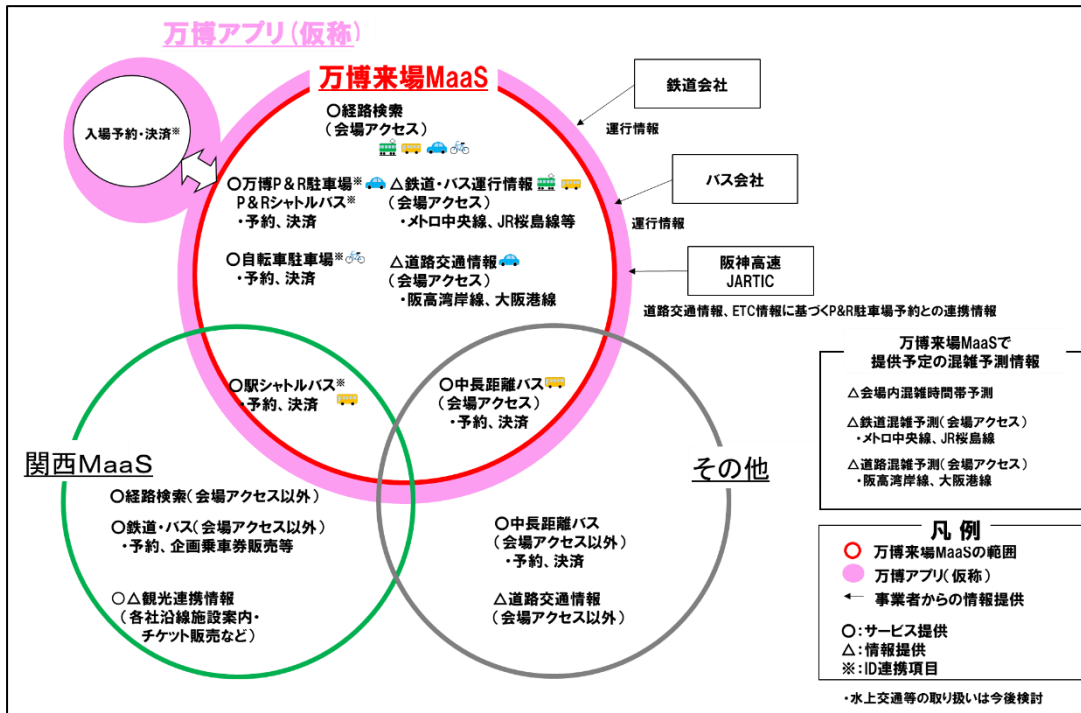 万博アプリ(仮称)
万博来場MaaS
入場予約・決済※
〇経路検索
(会場アクセス)
〇万博P&R駐車場※
P&Rシャトルバス※
・予約、決済
△鉄道・バス運行情報
(会場アクセス)
・メトロ中央線、JR桜島線等
〇自転車駐車場※
・予約、決済
△道路交通情報
(会場アクセス)
・阪高湾岸線、大阪港線
〇駅シャトルバス※
・予約、決済
〇中長距離バス
(会場アクセス)
・予約、決済
関西MaaS
〇経路検索(会場アクセス以外)
〇鉄道・バス(会場アクセス以外)
・予約、企画乗車券販売等
〇△観光連携情報
(各社沿線施設案内・
チケット販売など)
その他
〇中長距離バス
(会場アクセス以外)
・予約、決済
△道路交通情報
(会場アクセス以外)
鉄道会社
運行情報
バス会社
運行情報
阪神高速
JARTIC
道路交通情報、ETC情報に基づくP&R駐車場予約との連携情報
万博来場MaaSで
提供予定の混雑予測情報
△会場内混雑時間帯予測
△鉄道混雑予測(会場アクセス)
・メトロ中央線、JR桜島線
△道路混雑予測(会場アクセス)
・阪高湾岸線、大阪港線
凡例
万博来場MaaSの範囲
万博アプリ(仮称)
事業者からの情報提供
〇:サービス提供
△:情報提供
※:ID連携項目
・水上交通等の取り扱いは今後検討